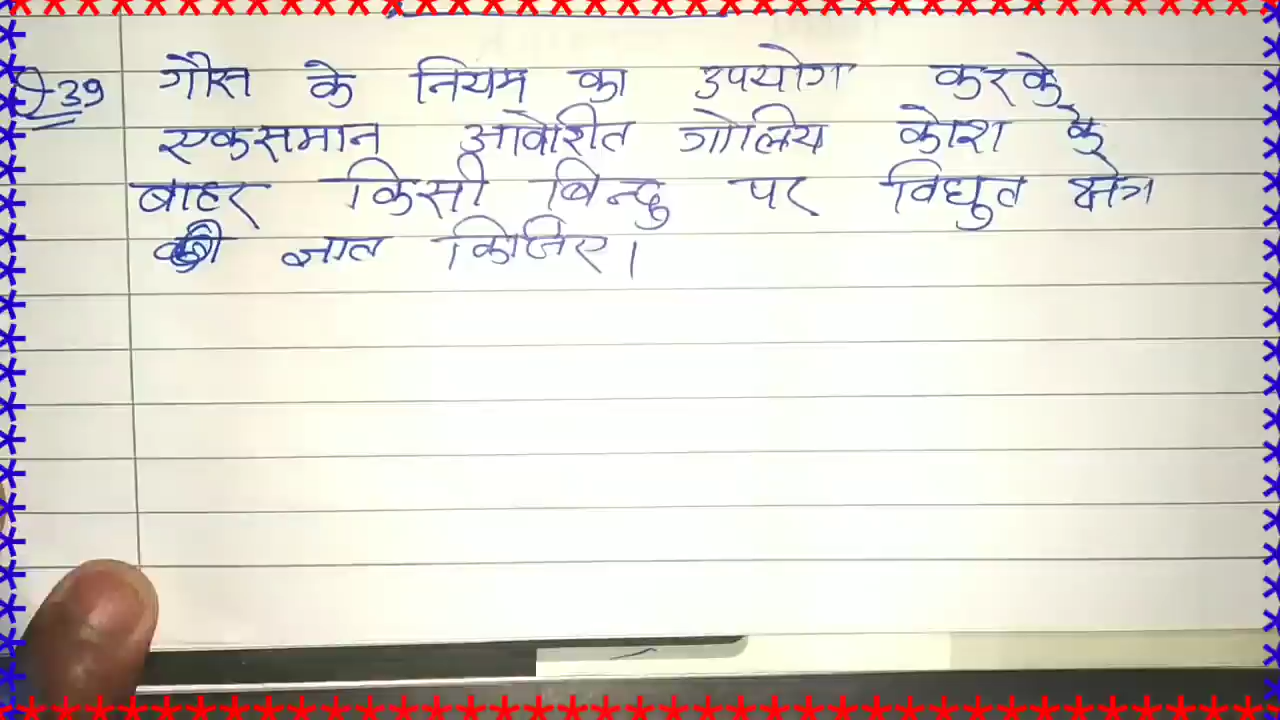 Q-39 गौस के नियम का उपयोग करके
एकसमान आवेशित गोलिय कोश के
बाहर किसी बिन्दु पर विधुत क्षेत्र
की ज्ञात किजिए।